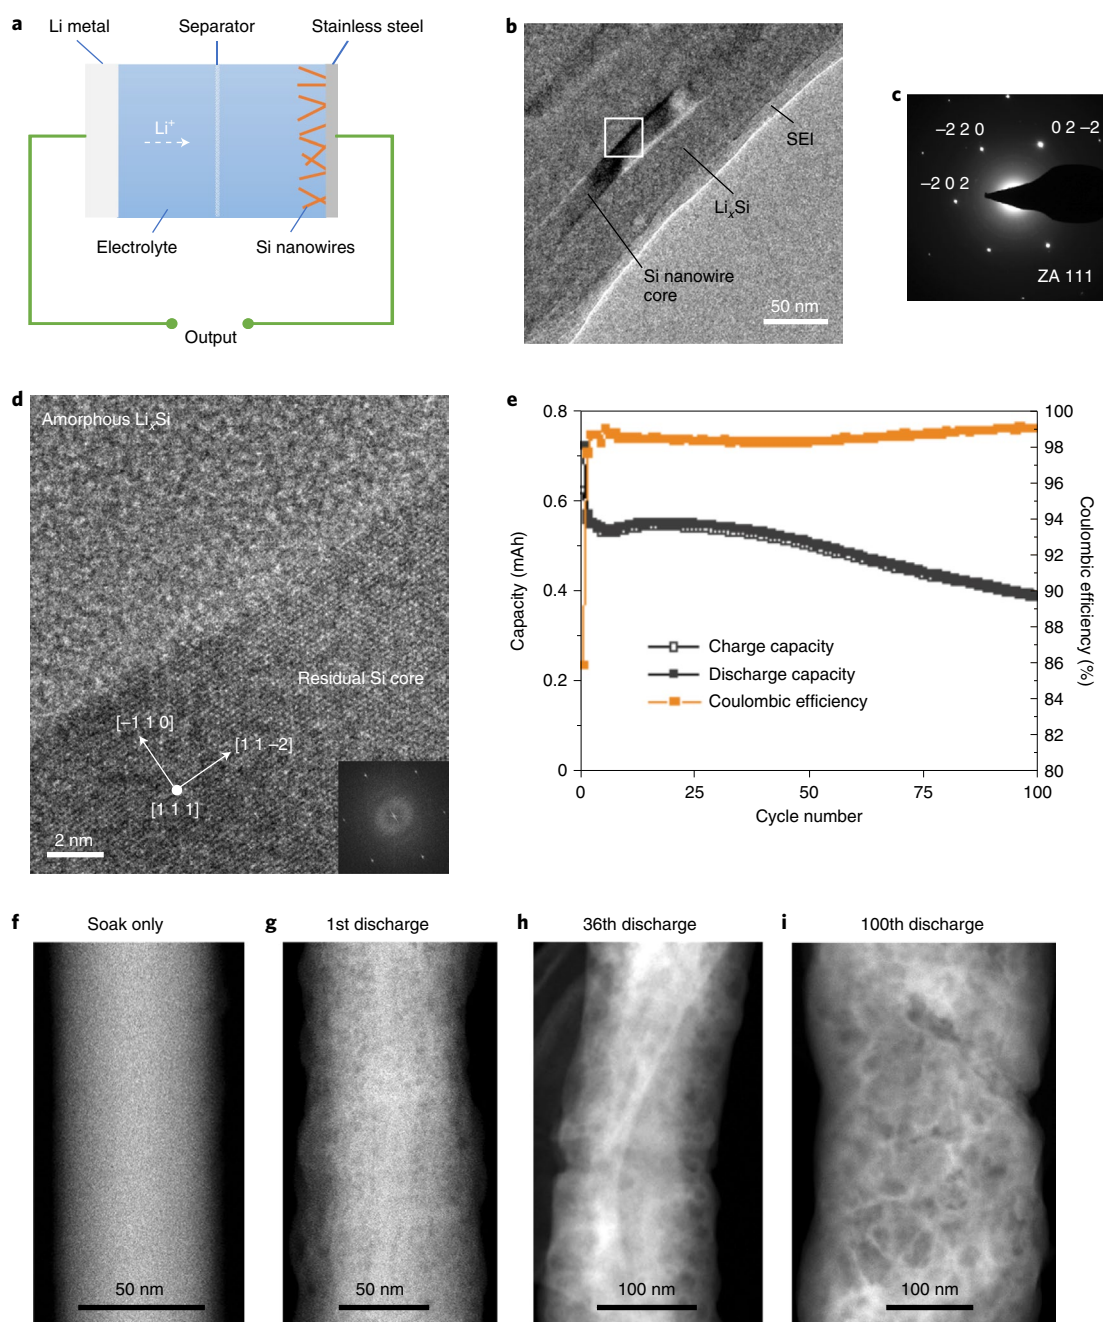 a
Li metal
Separator
Stainless steel
Li+
Electrolyte
Si nanowires
Output
b
SEI
LixSi
Si nanowire
core
50 nm
c
–2 2 0
0 2 –2
–2 0 2
ZA 111
d
Amorphous LixSi
Residual Si core
[–1 1 0]
[1 1 –2]
[1 1 1]
2 nm
e
0.8
0.6
0.4
0.2
0
Capacity (mAh)
100
98
96
94
92
90
88
86
84
82
80
Coulombic efficiency (%)
Charge capacity
Discharge capacity
Coulombic efficiency
0
25
50
75
100
Cycle number
f
Soak only
50 nm
g
1st discharge
50 nm
h
36th discharge
100 nm
i
100th discharge
100 nm